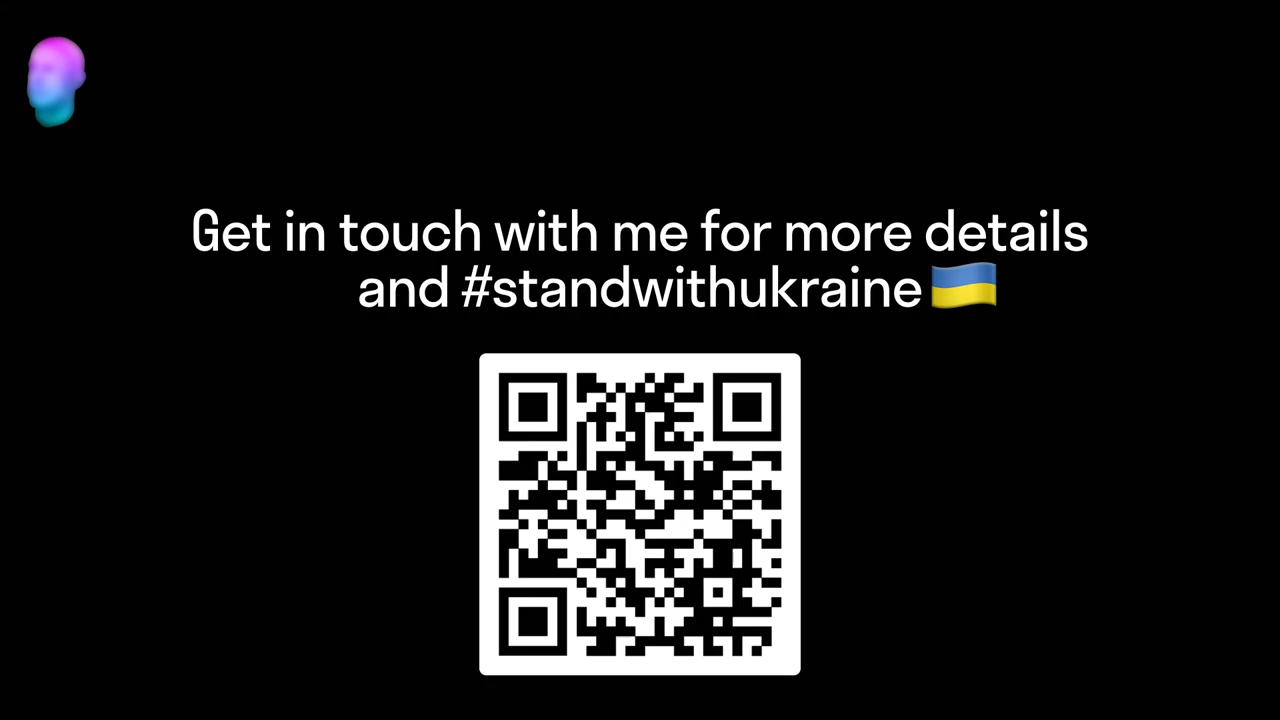 Get in touch with me for more details
and #standwithukraine 🇺🇦